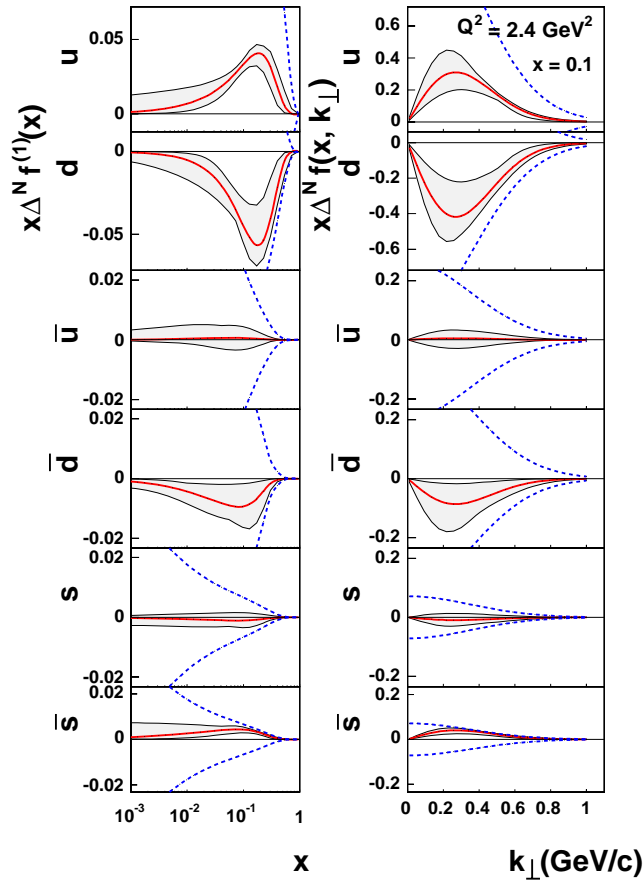 x∆ᴺ f⁽¹⁾(x)
u
0.05
0
d
0
-0.05
u̅
0.02
0
-0.02
d̅
0.02
0
-0.02
s
0.02
0
-0.02
s̅
0.02
0
-0.02
10⁻³ 10⁻² 10⁻¹ 1
x
x∆ᴺ f(x, k⊥)
u
0.6
0.4
0.2
0
Q² = 2.4 GeV²
x = 0.1
d
0
-0.2
-0.4
-0.6
u̅
0.2
0
-0.2
d̅
0.2
0
-0.2
s
0.2
0
-0.2
s̅
0.2
0
-0.2
0 0.2 0.4 0.6 0.8 1
k⊥(GeV/c)